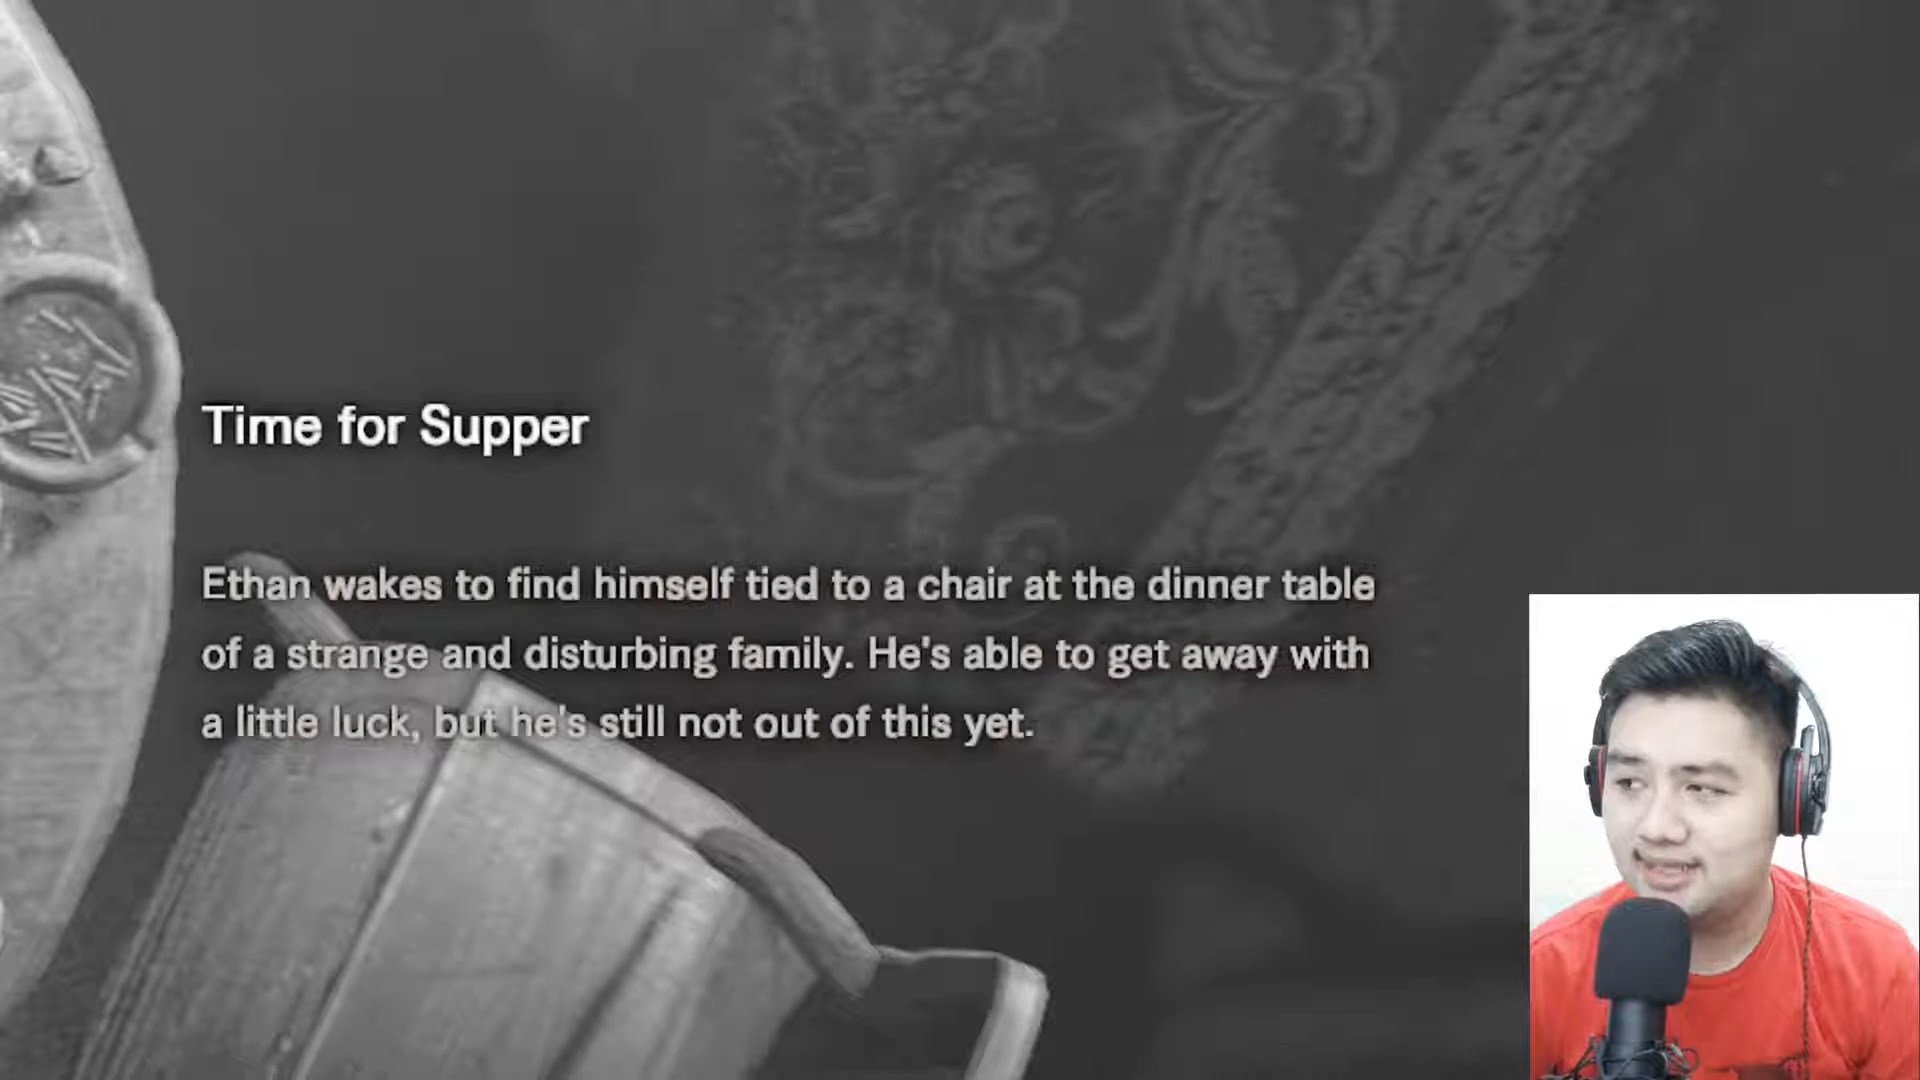 Time for Supper
Ethan wakes to find himself tied to a chair at the dinner table
of a strange and disturbing family. He's able to get away with
a little luck, but he's still not out of this yet.